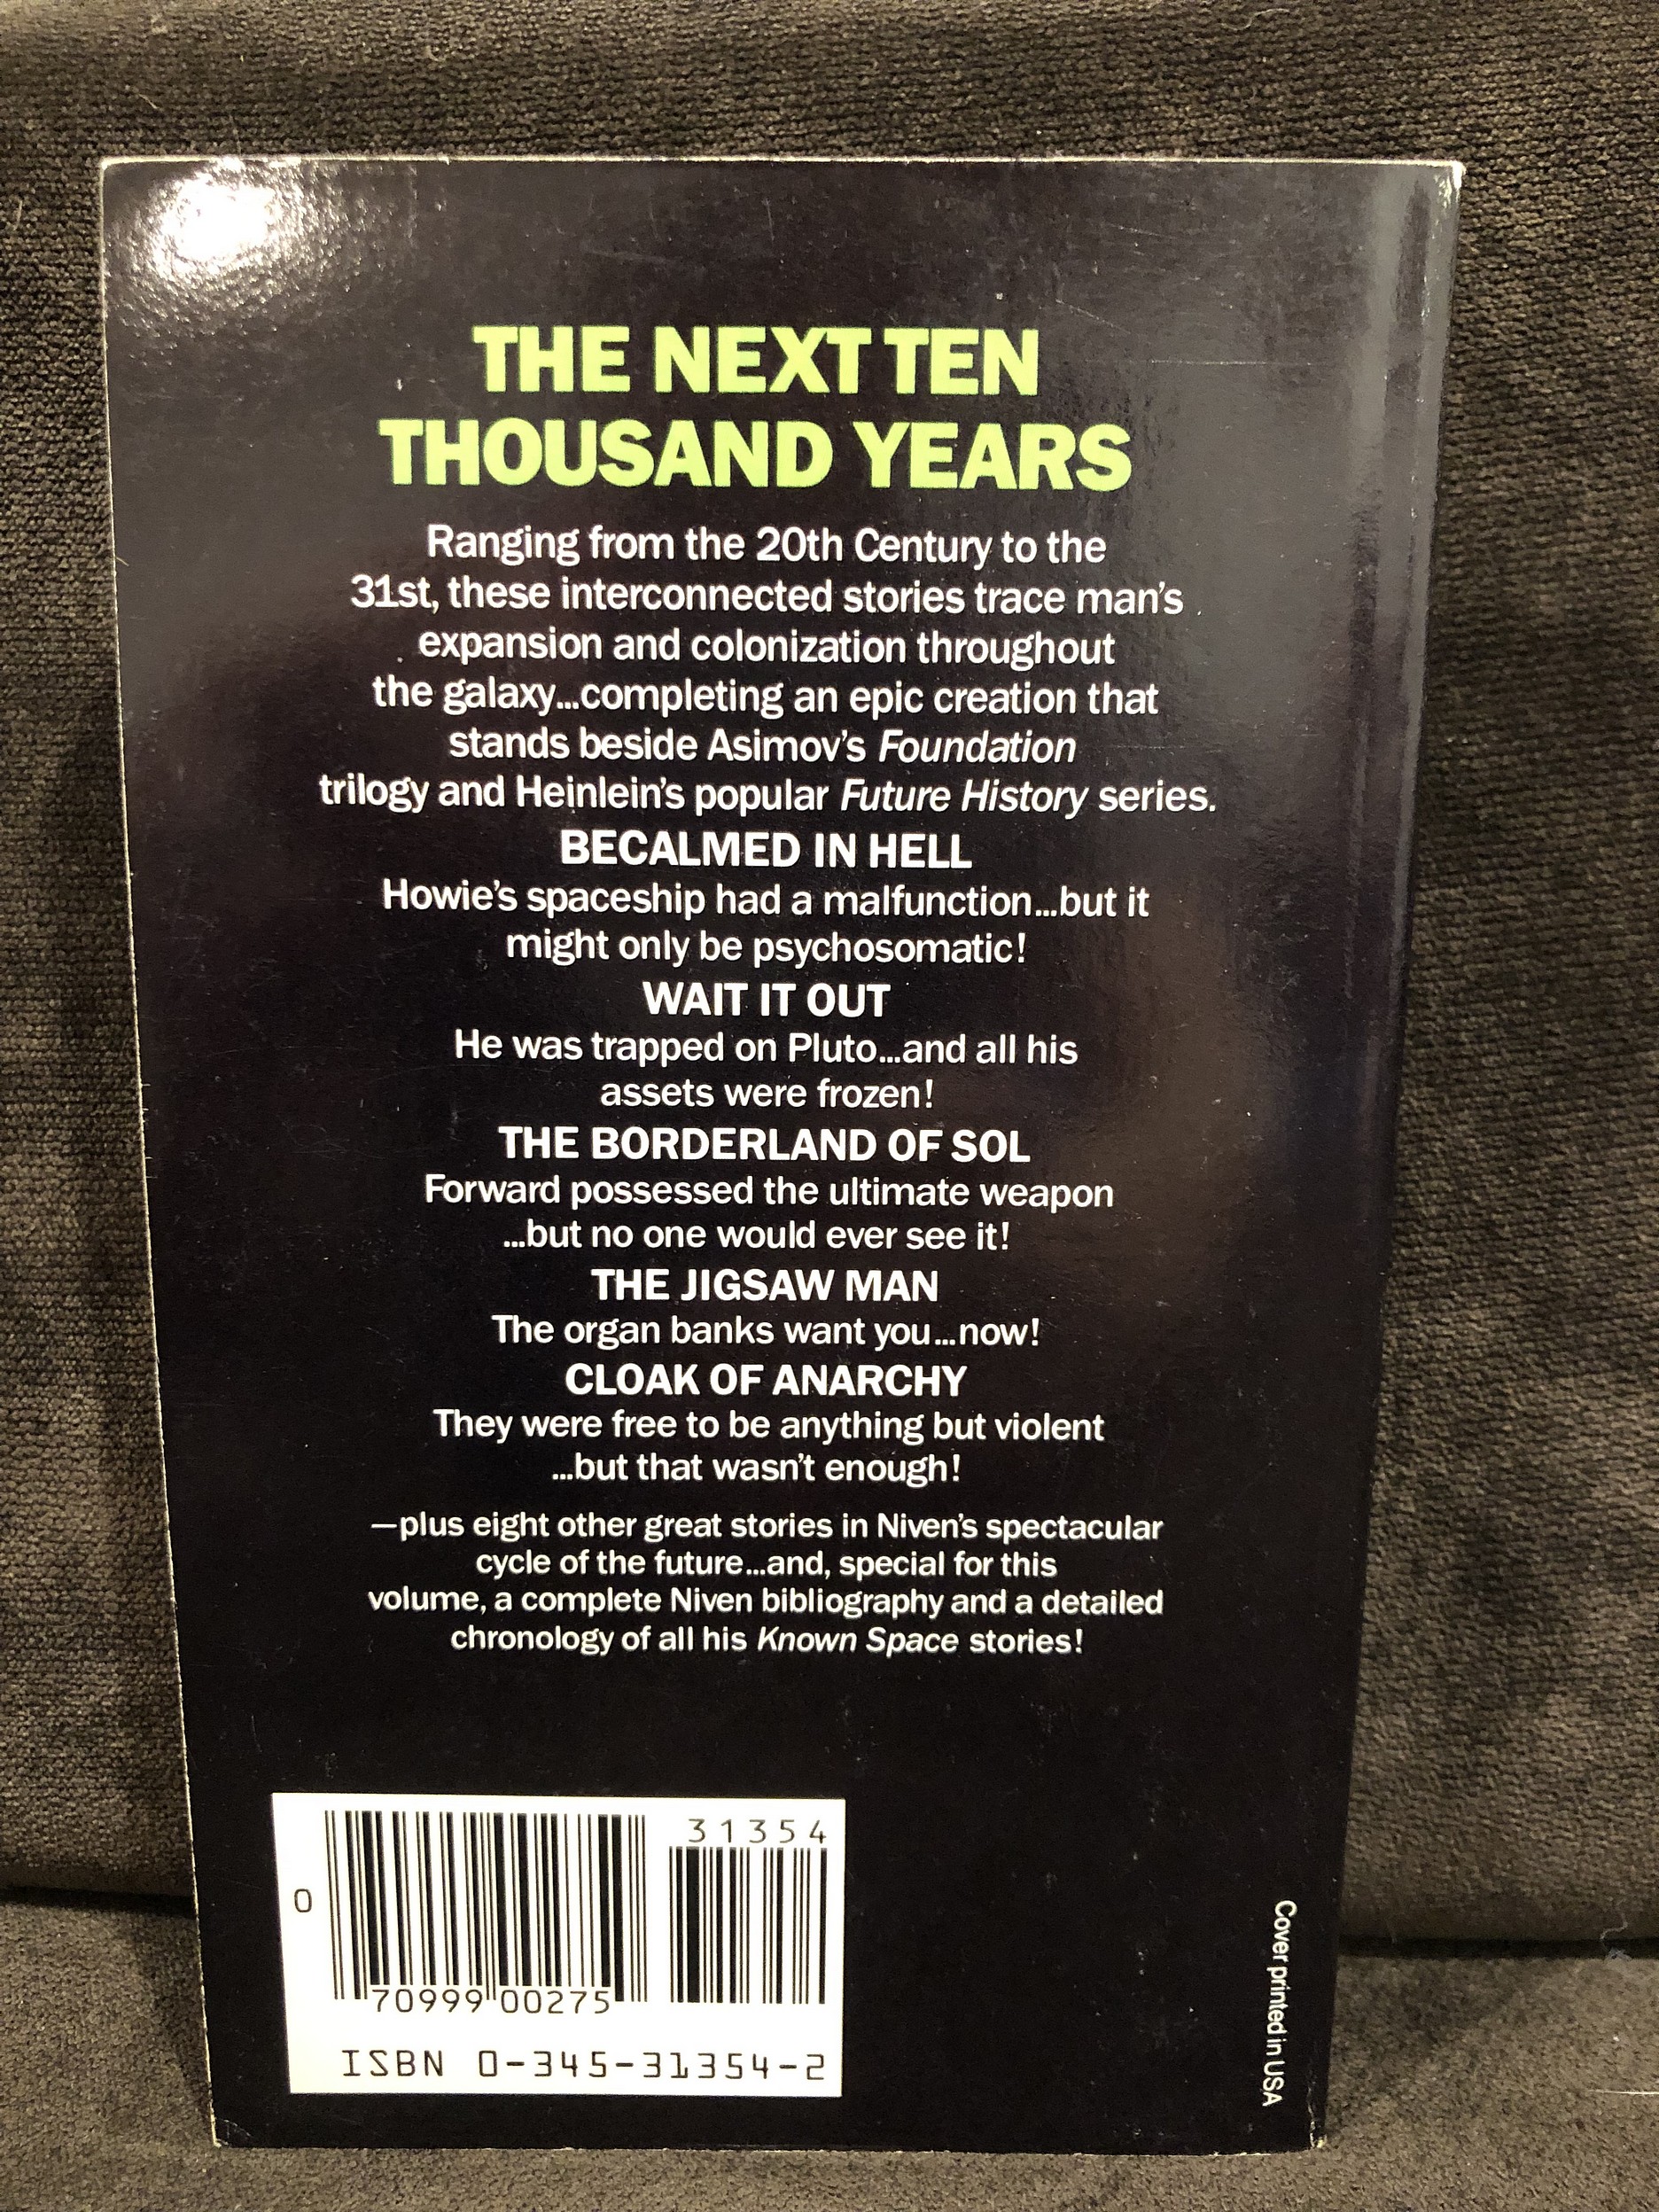 THE NEXT TEN
THOUSAND YEARS
Ranging from the 20th Century to the
31st, these interconnected stories trace man's
expansion and colonization throughout
the galaxy...completing an epic creation that
stands beside Asimov's Foundation
trilogy and Heinlein's popular Future History series.
BECALMED IN HELL
Howie's spaceship had a malfunction...but it
might only be psychosomatic!
WAIT IT OUT
He was trapped on Pluto...and all his
assets were frozen!
THE BORDERLAND OF SOL
Forward possessed the ultimate weapon
...but no one would ever see it!
THE JIGSAW MAN
The organ banks want you...now!
CLOAK OF ANARCHY
They were free to be anything but violent
...but that wasn't enough!
—plus eight other great stories in Niven's spectacular
cycle of the future...and, special for this
volume, a complete Niven bibliography and a detailed
chronology of all his Known Space stories!
31354
0
70999 00275
ISBN 0-345-31354-2
Cover printed in USA